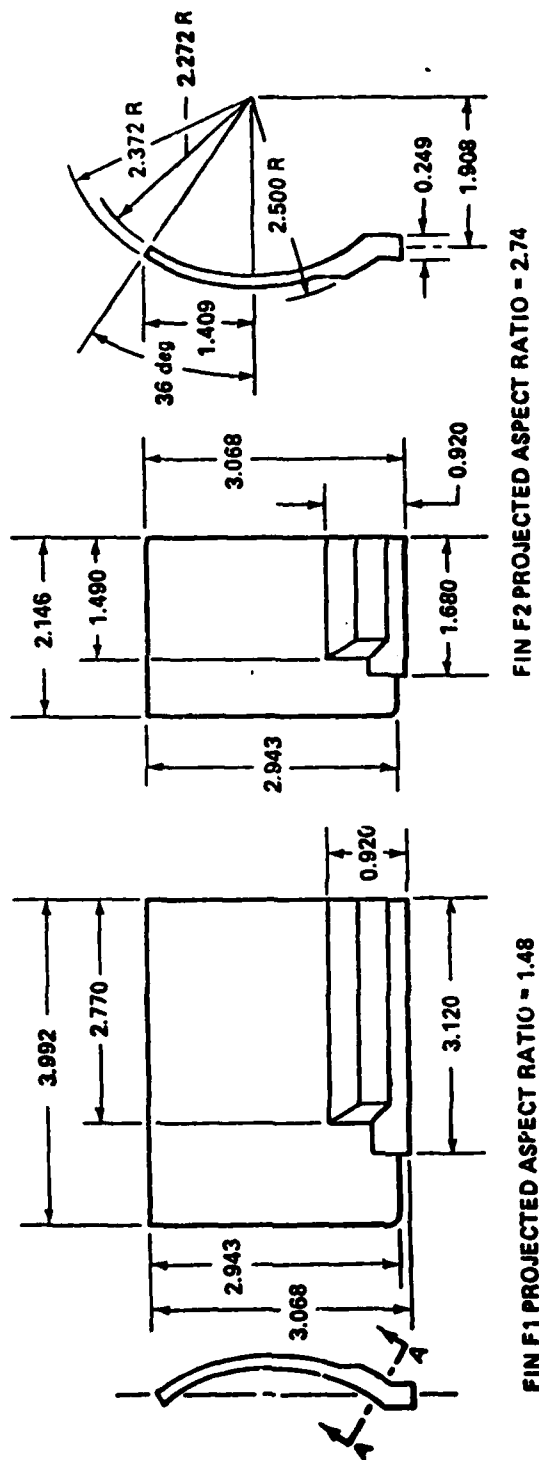 3.992
2.770
2.943
3.068
0.920
3.120
A
A
FIN F1 PROJECTED ASPECT RATIO = 1.48
2.146
1.490
2.943
3.068
0.920
1.680
36 deg
1.409
2.372 R
2.272 R
2.500 R
0.249
1.908
FIN F2 PROJECTED ASPECT RATIO = 2.74